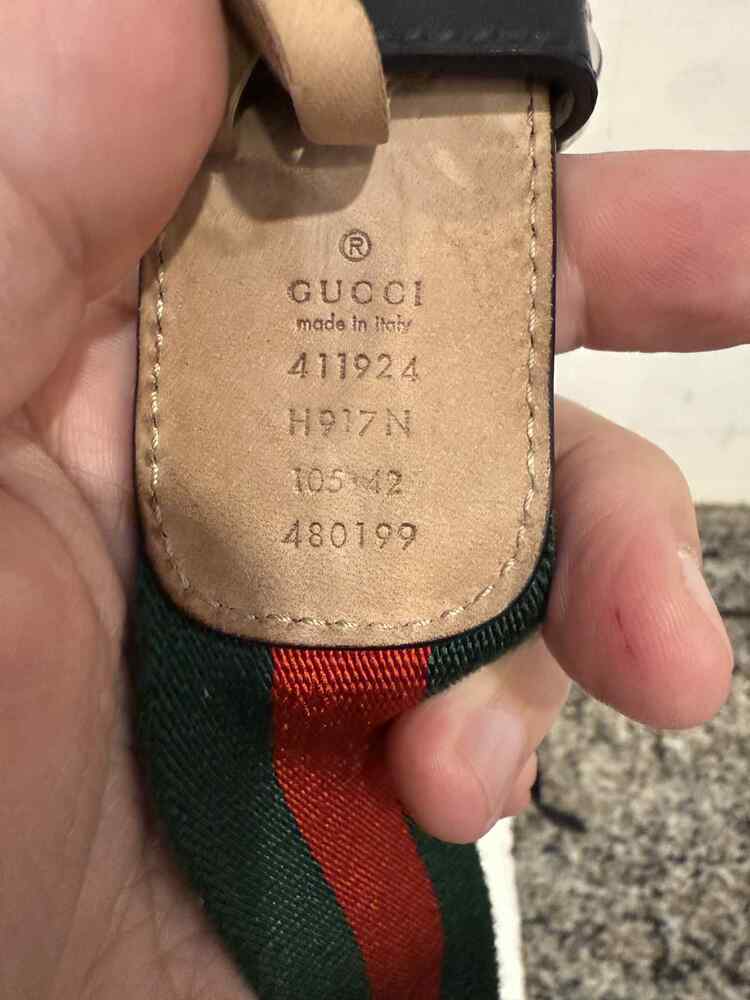 ®
GUCCI
made in italy
411924
H917N
105·42
480199